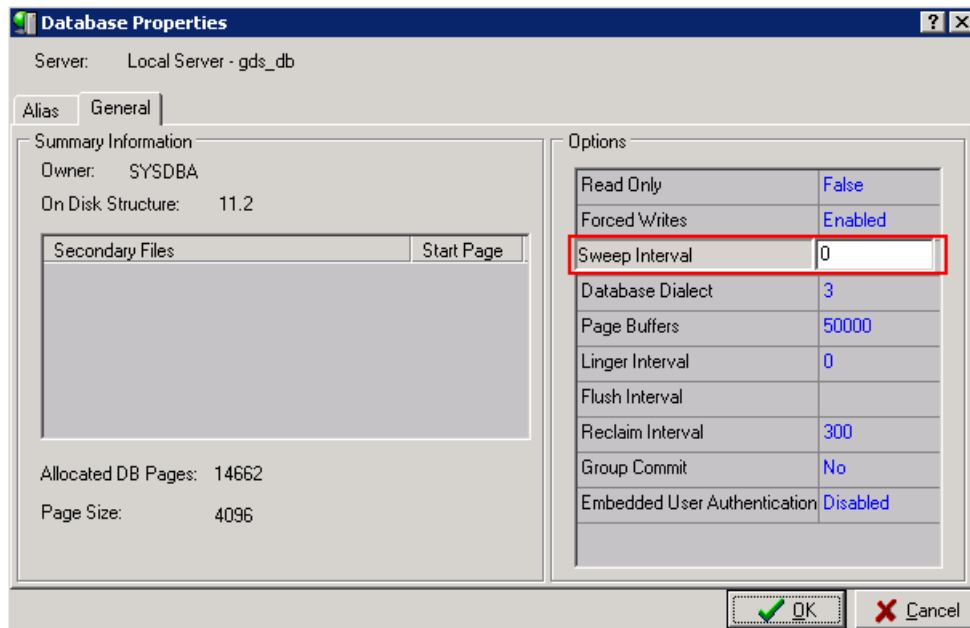 Database Properties
Server: Local Server - gds_db
Alias General
Summary Information
Owner: SYSDBA
On Disk Structure: 11.2
Secondary Files Start Page
Allocated DB Pages: 14662
Page Size: 4096
Options
Read Only False
Forced Writes Enabled
Sweep Interval 0
Database Dialect 3
Page Buffers 50000
Linger Interval 0
Flush Interval
Reclaim Interval 300
Group Commit No
Embedded User Authentication Disabled
OK Cancel